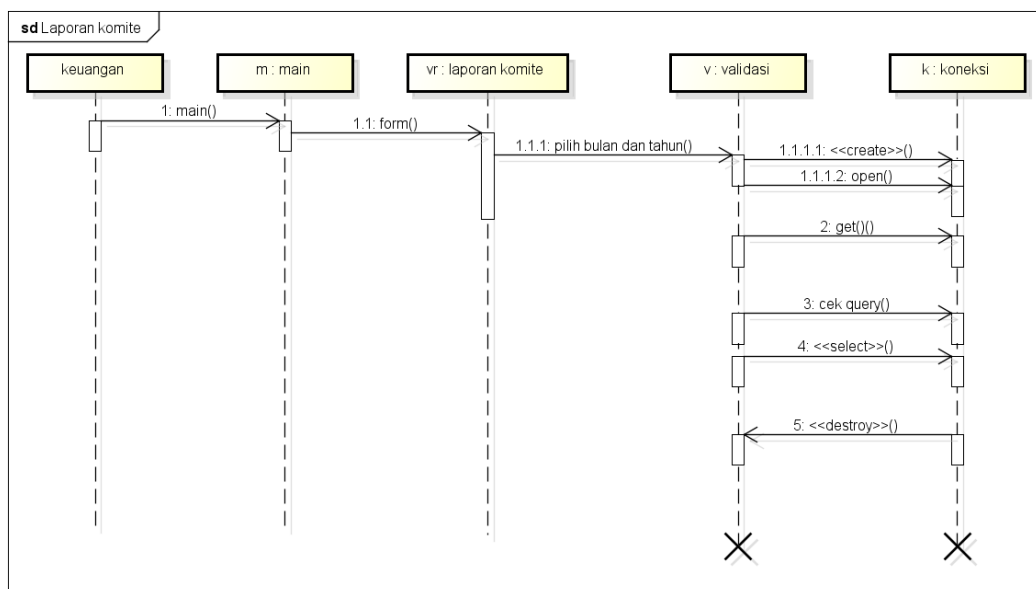 sd Laporan komite
keuangan
m : main
vr : laporan komite
v : validasi
k : koneksi
1: main()
1.1: form()
1.1.1: pilih bulan dan tahun()
1.1.1.1: <<create>>()
1.1.1.2: open()
2: get()()
3: cek query()
4: <<select>>()
5: <<destroy>>()